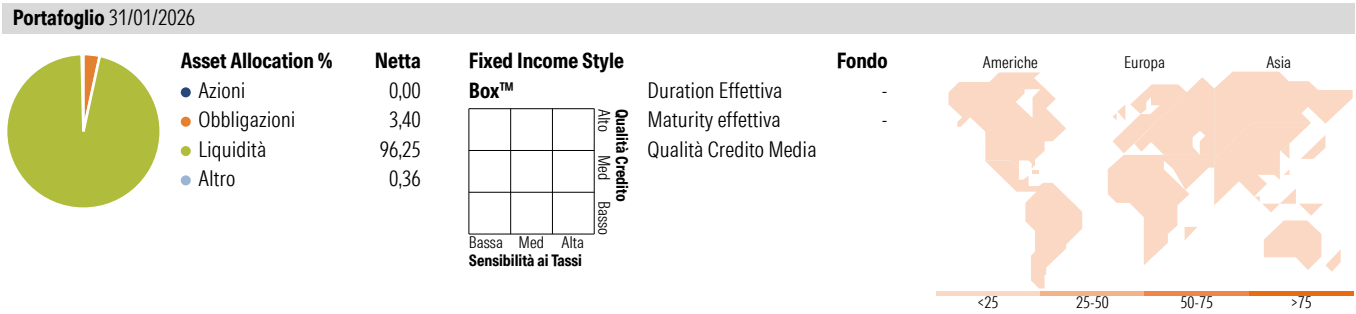 Portafoglio 31/01/2026
Asset Allocation % Netta
Azioni 0,00
Obbligazioni 3,40
Liquidità 96,25
Altro 0,36
Fixed Income Style
Box™
Alto Med Basso
Qualità Credito
Bassa Med Alta
Sensibilità ai Tassi
Fondo
Duration Effettiva -
Maturity effettiva -
Qualità Credito Media
Americhe Europa Asia
<25 25-50 50-75 >75